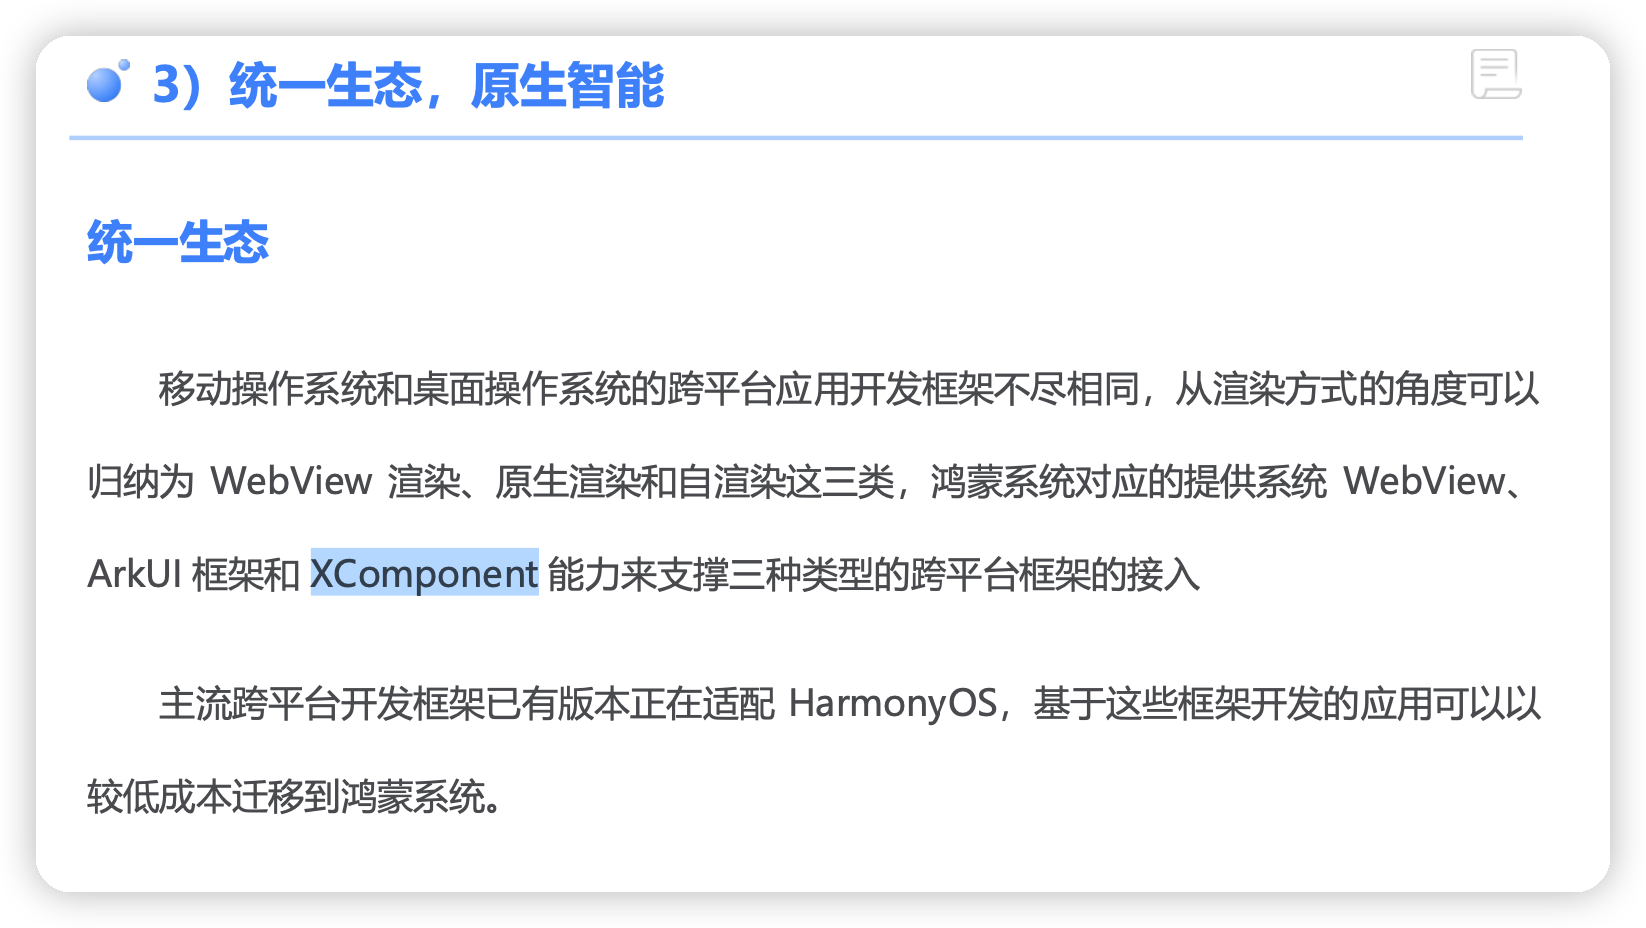 3）统一生态，原生智能
统一生态
移动操作系统和桌面操作系统的跨平台应用开发框架不尽相同，从渲染方式的角度可以
归纳为 WebView 渲染、原生渲染和自渲染这三类，鸿蒙系统对应的提供系统 WebView、
ArkUI 框架和 XComponent 能力来支撑三种类型的跨平台框架的接入
主流跨平台开发框架已有版本正在适配 HarmonyOS，基于这些框架开发的应用可以以
较低成本迁移到鸿蒙系统。